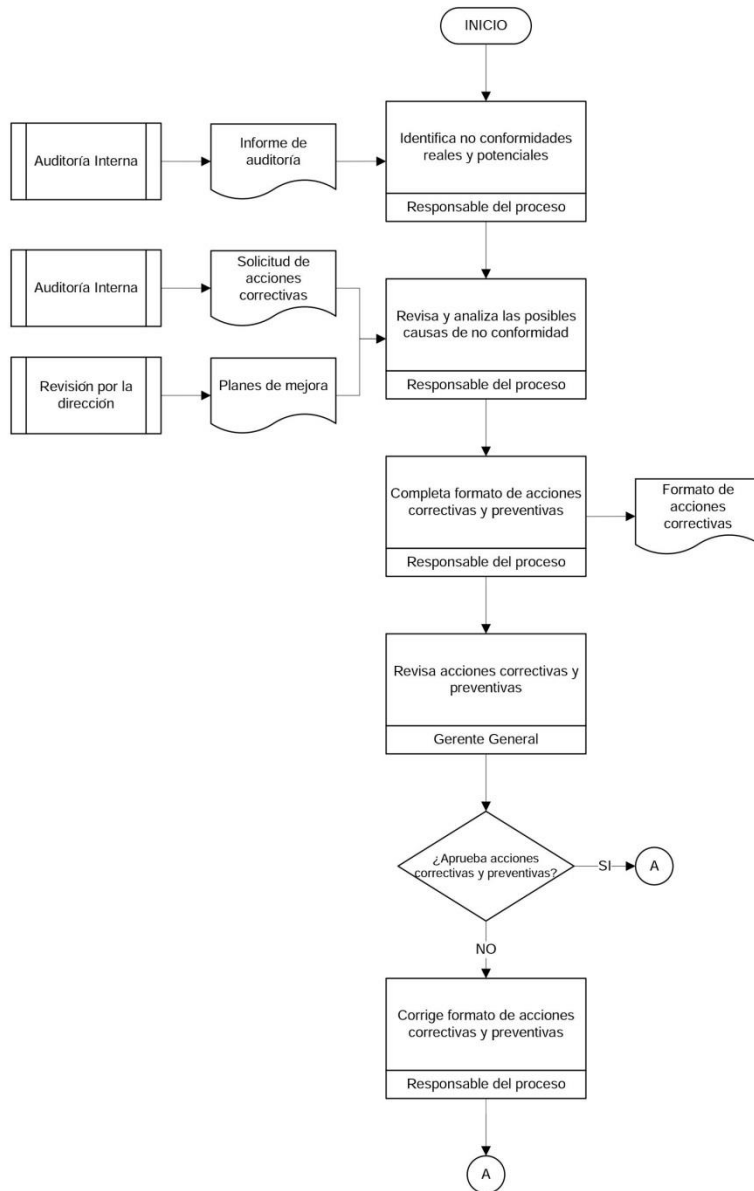 INICIO
Auditoría Interna
Informe de
auditoría
Identifica no conformidades
reales y potenciales
Responsable del proceso
Auditoría Interna
Solicitud de
acciones
correctivas
Revisión por la
dirección
Planes de mejora
Revisa y analiza las posibles
causas de no conformidad
Responsable del proceso
Completa formato de acciones
correctivas y preventivas
Responsable del proceso
Formato de
acciones
correctivas
Revisa acciones correctivas y
preventivas
Gerente General
¿Aprueba acciones
correctivas y preventivas?
SI
A
NO
Corrige formato de acciones
correctivas y preventivas
Responsable del proceso
A